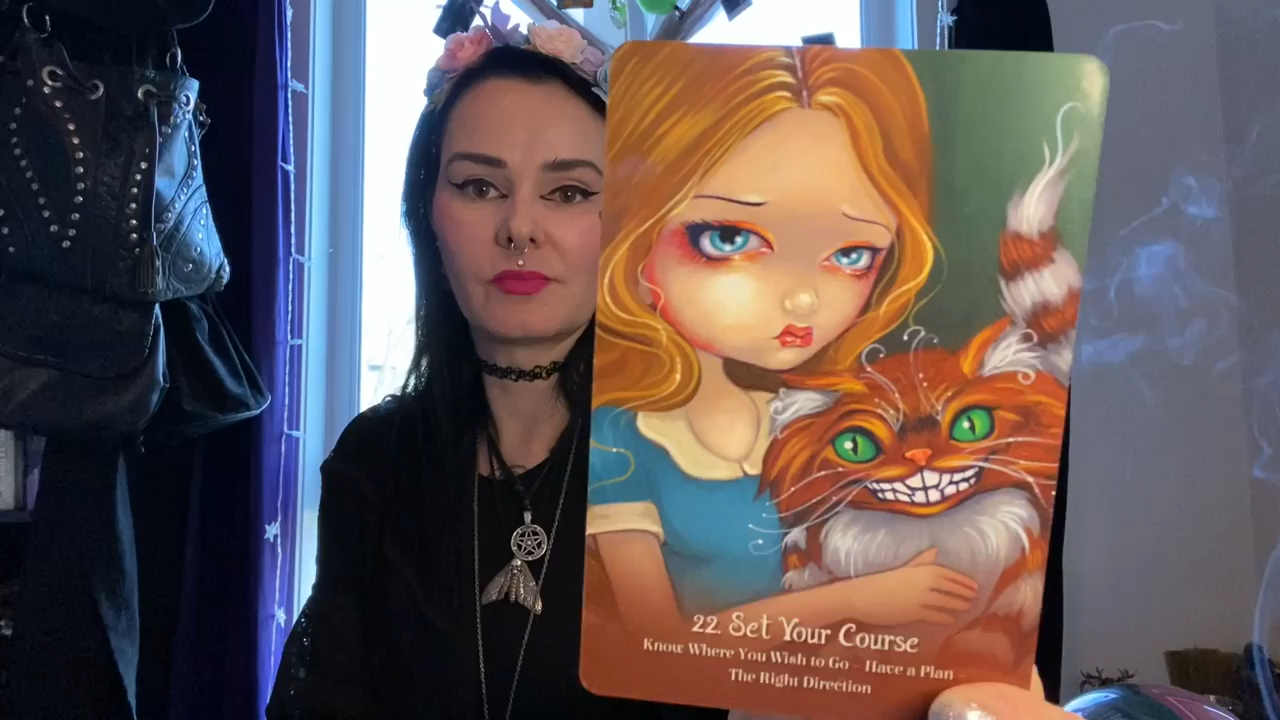 22. Set Your Course
Know Where You Wish to Go – Have a Plan –
The Right Direction